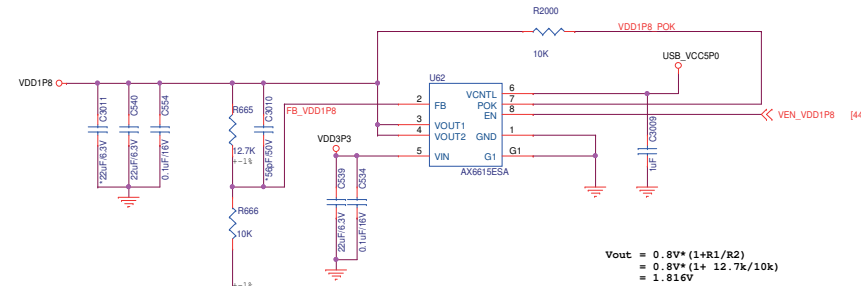 R2000
VDD1P8_POK
10K
USB_VCC5P0
VDD1P8
U62
C3011
C540
C554
R665
C3010
FB_VDD1P8
2
FB
VCNTL
6
POK
7
EN
8
VEN_VDD1P8
[44
3
VOUT1
4
VOUT2
GND
1
VDD3P3
5
VIN
G1
G1
AX6615ESA
C3009
1uF
*22uF/6.3V
22uF/6.3V
0.1uF/16V
12.7K
+-1%
*56pF/50V
C539
C534
22uF/6.3V
0.1uF/16V
R666
10K
+-1%
Vout = 0.8V*(1+R1/R2)
= 0.8V*(1+ 12.7k/10k)
= 1.816V